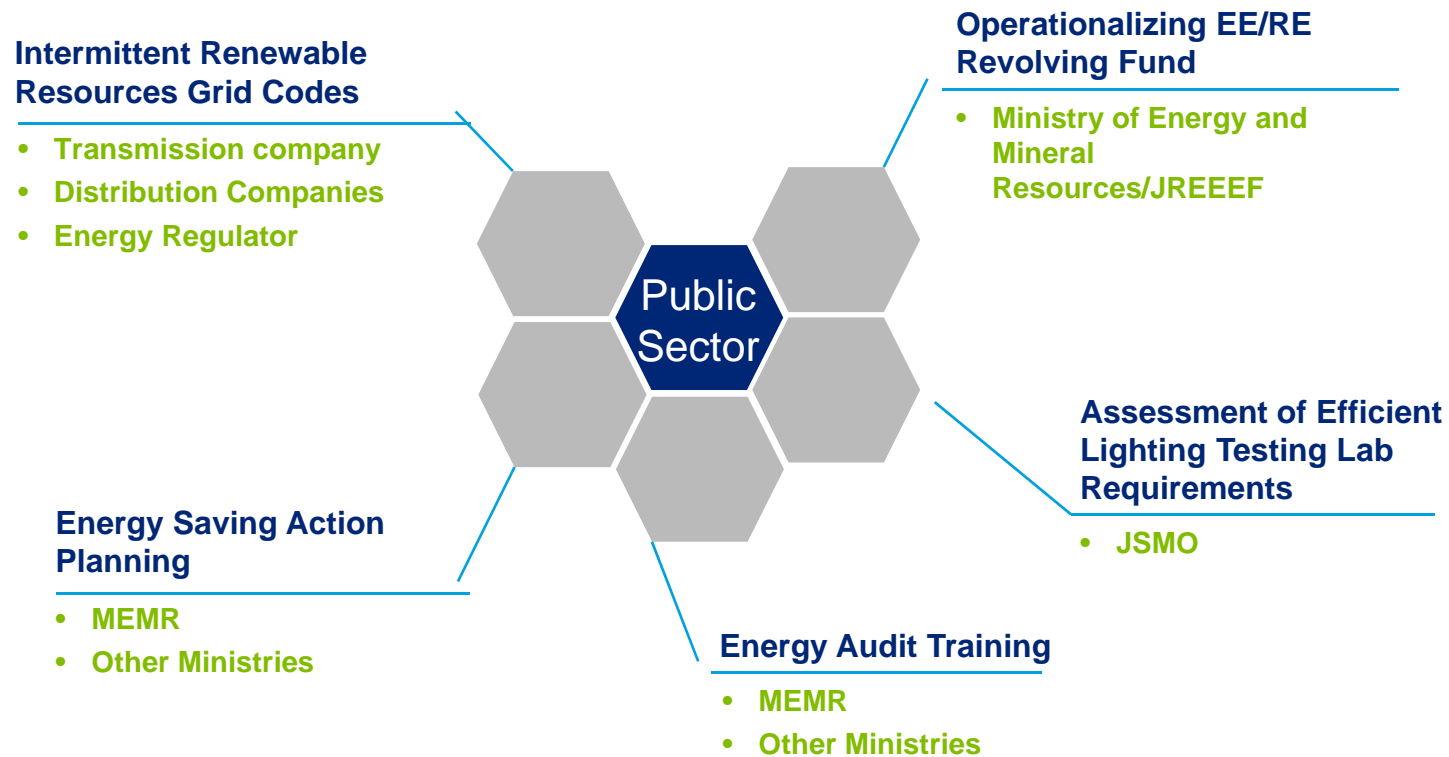 Intermittent Renewable
Resources Grid Codes
• Transmission company
• Distribution Companies
• Energy Regulator
Operationalizing EE/RE
Revolving Fund
• Ministry of Energy and
Mineral
Resources/JREEEF
Public
Sector
Assessment of Efficient
Lighting Testing Lab
Requirements
• JSMO
Energy Saving Action
Planning
• MEMR
• Other Ministries
Energy Audit Training
• MEMR
• Other Ministries